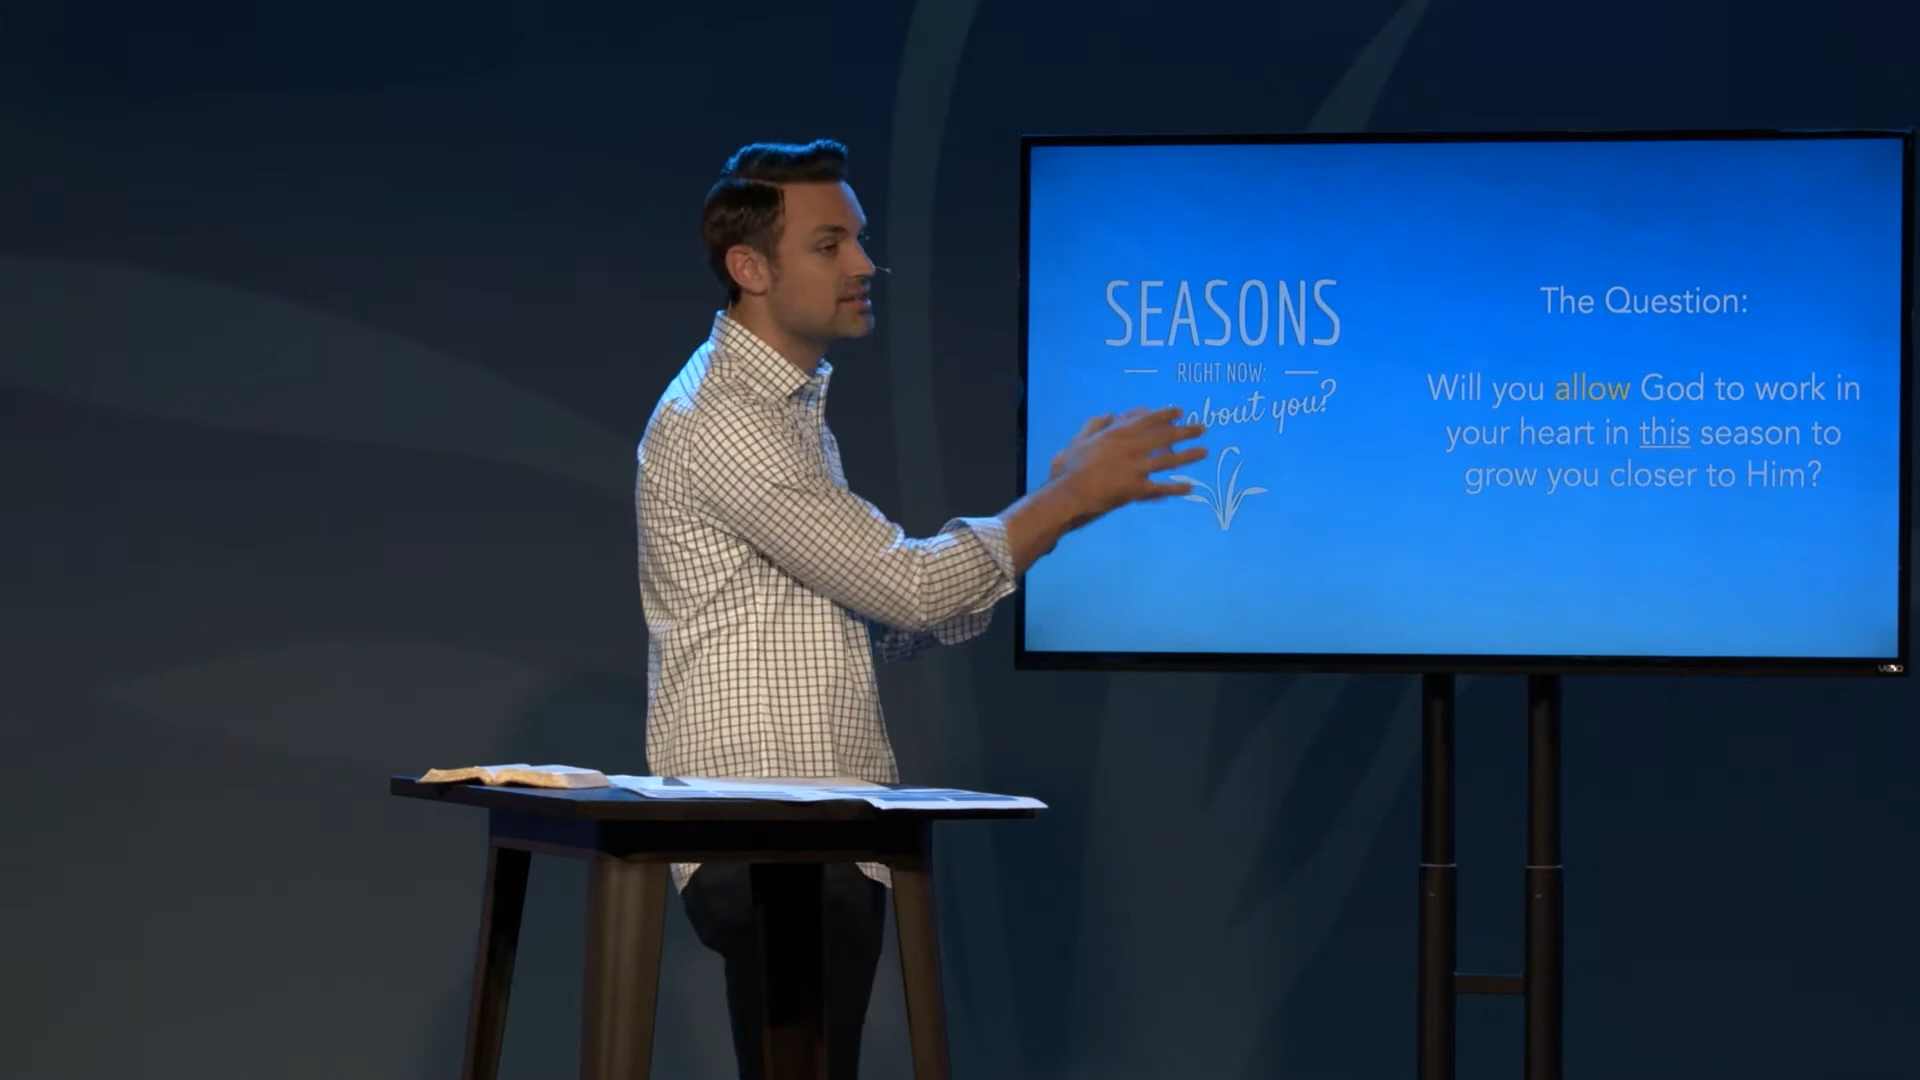 SEASONS
RIGHT NOW:
about you?
The Question:
Will you allow God to work in
your heart in this season to
grow you closer to Him?
VIZIO